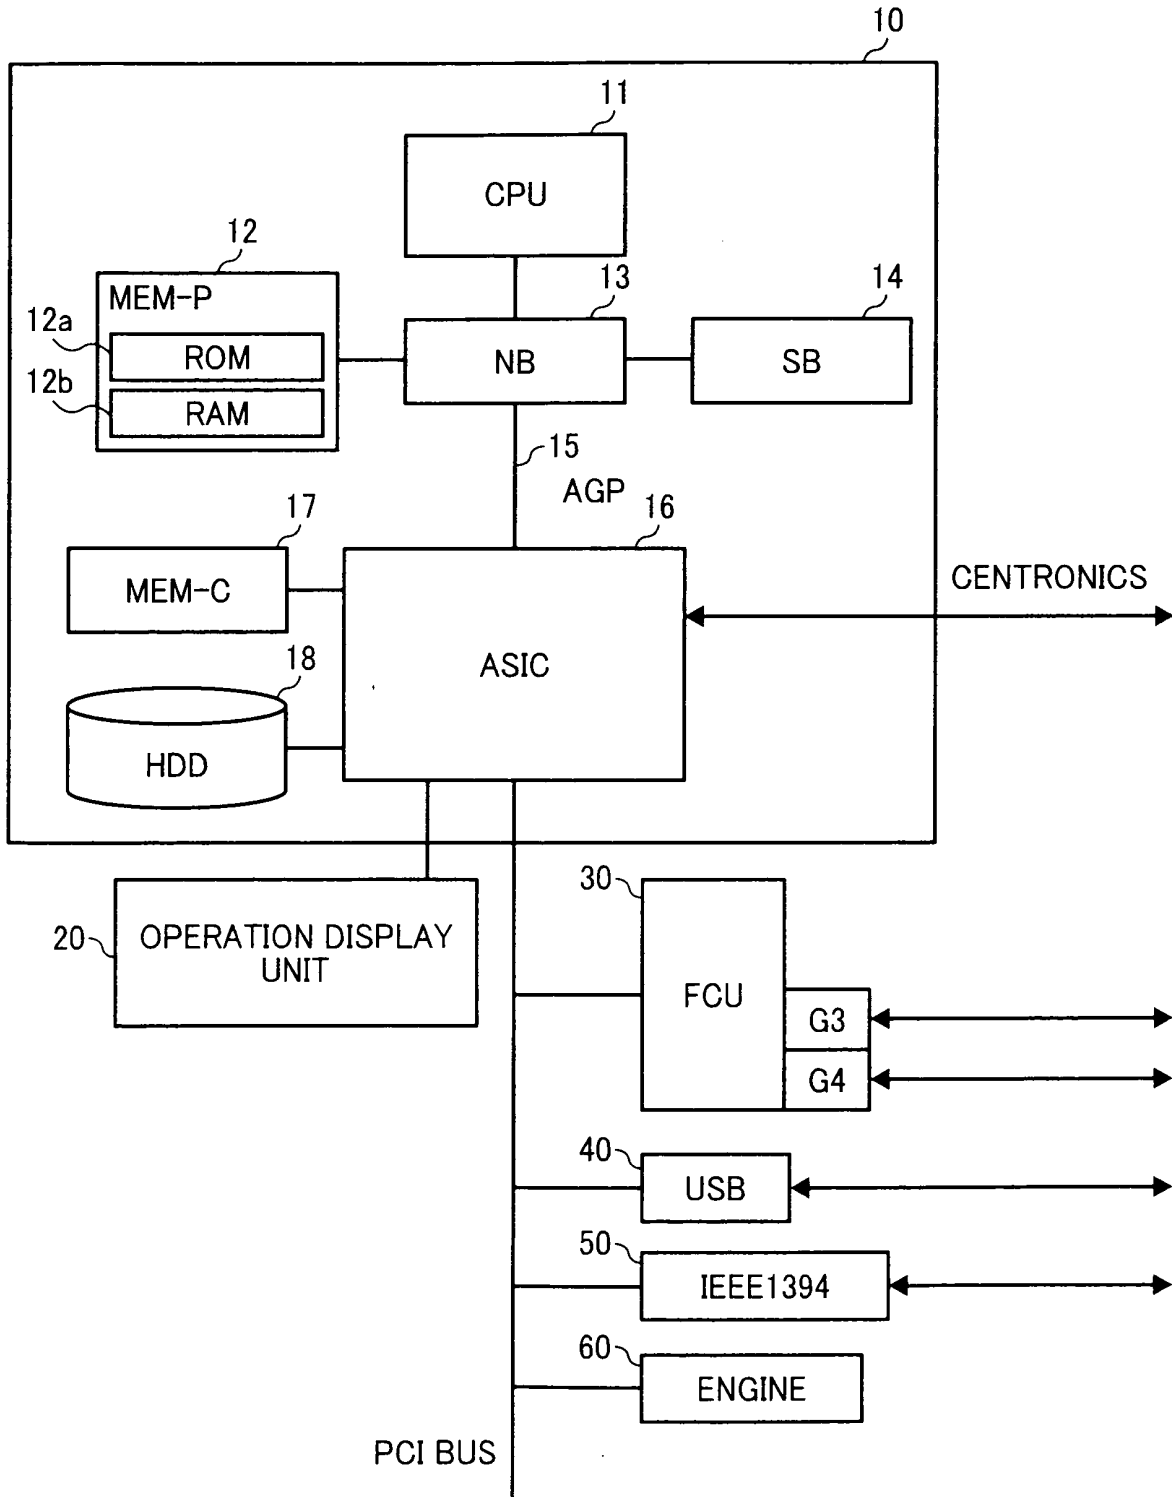 10
11
CPU
12
MEM-P
12a
ROM
12b
RAM
13
NB
14
SB
15
AGP
16
ASIC
17
MEM-C
18
HDD
CENTRONICS
20
OPERATION DISPLAY
UNIT
30
FCU
G3
G4
40
USB
50
IEEE1394
60
ENGINE
PCI BUS